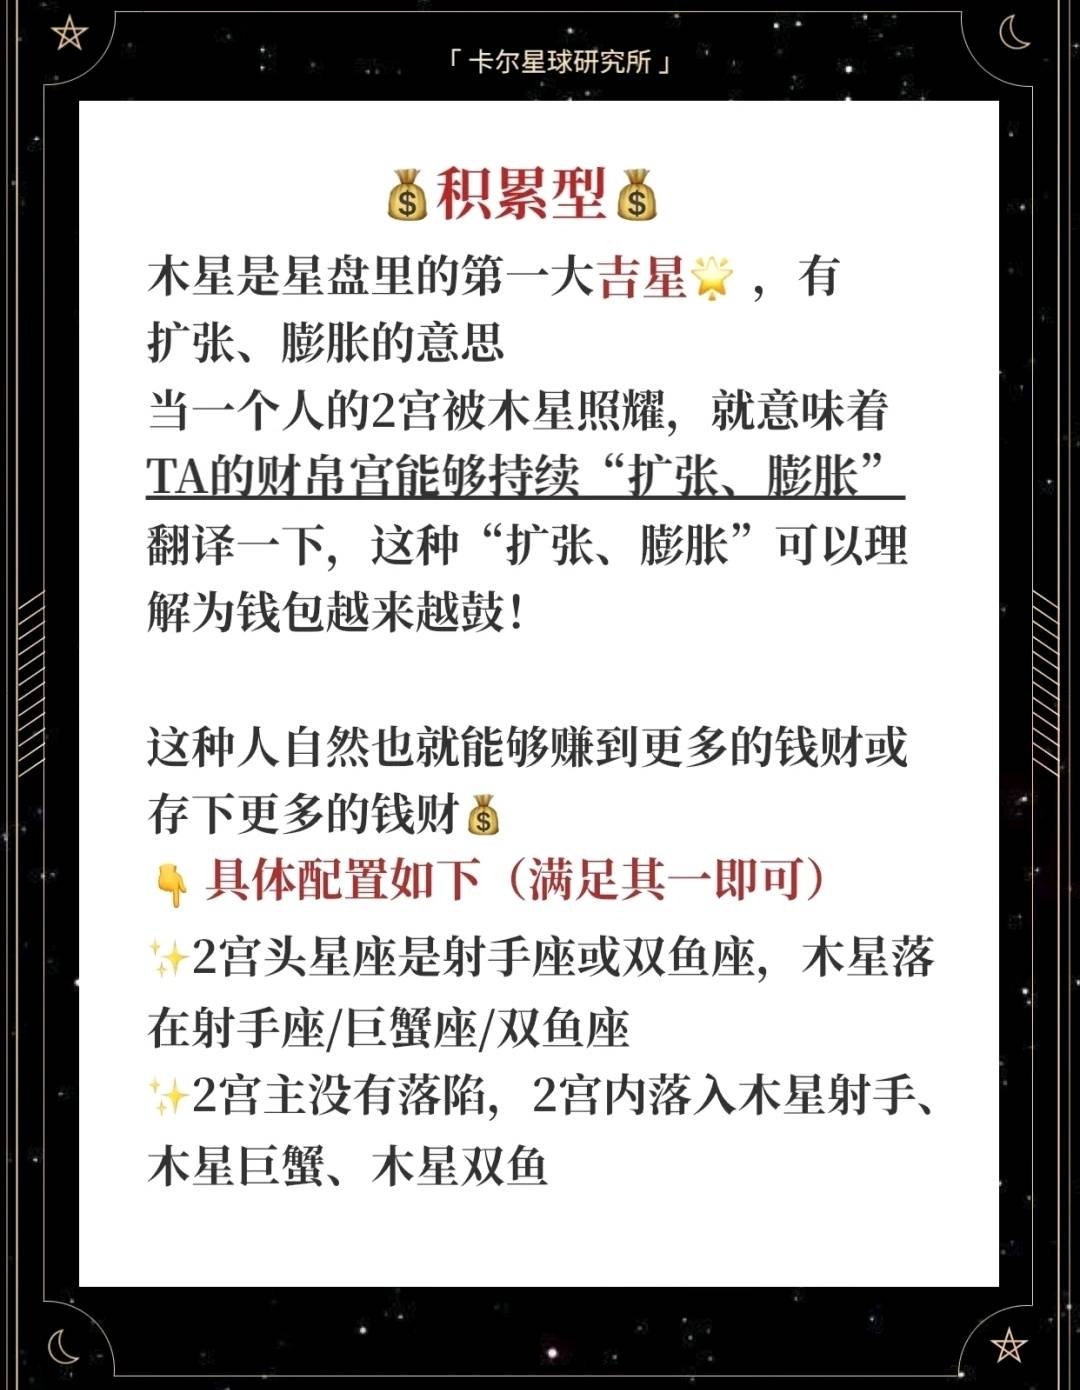 「 卡尔星球研究所 」
💰积累型💰
木星是星盘里的第一大吉星🌟，有
扩张、膨胀的意思
当一个人的2宫被木星照耀，就意味着
TA的财帛宫能够持续“扩张、膨胀”
翻译一下，这种“扩张、膨胀”可以理
解为钱包越来越鼓！
这种人自然也就能够赚到更多的钱财或
存下更多的钱财💰
👇具体配置如下（满足其一即可）
✨2宫头星座是射手座或双鱼座，木星落
在射手座/巨蟹座/双鱼座
✨2宫主没有落陷，2宫内落入木星射手、
木星巨蟹、木星双鱼